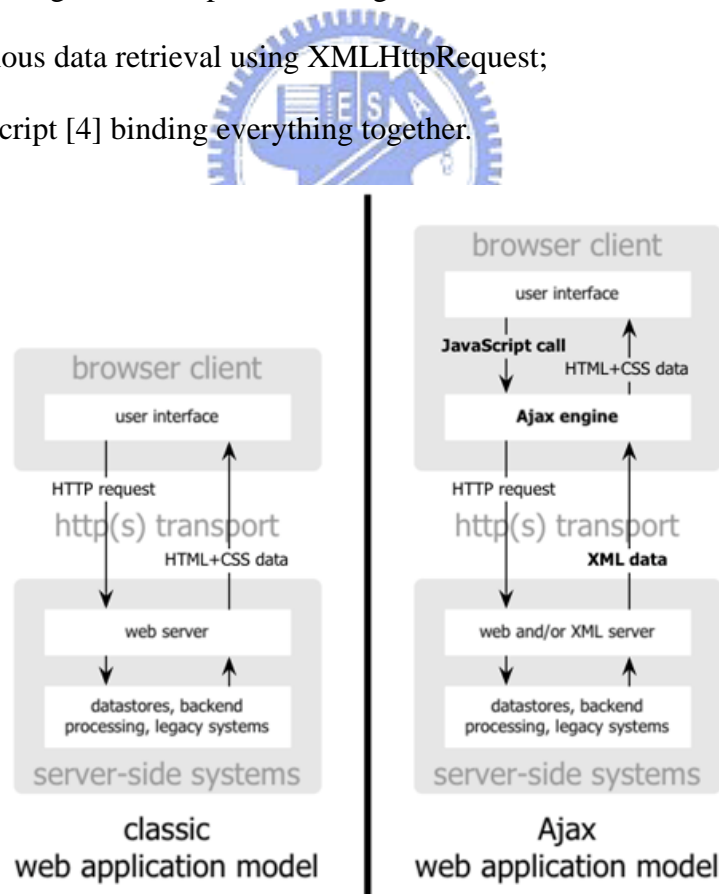 ious data retrieval using XMLHttpRequest;
cript [4] binding everything together.
E S A
browser client
user interface
HTTP request
http(s) transport
HTML+CSS data
web server
datastores, backend
processing, legacy systems
server-side systems
classic
web application model
browser client
user interface
JavaScript call
HTML+CSS data
Ajax engine
HTTP request
http(s) transport
XML data
web and/or XML server
datastores, backend
processing, legacy systems
server-side systems
Ajax
web application model